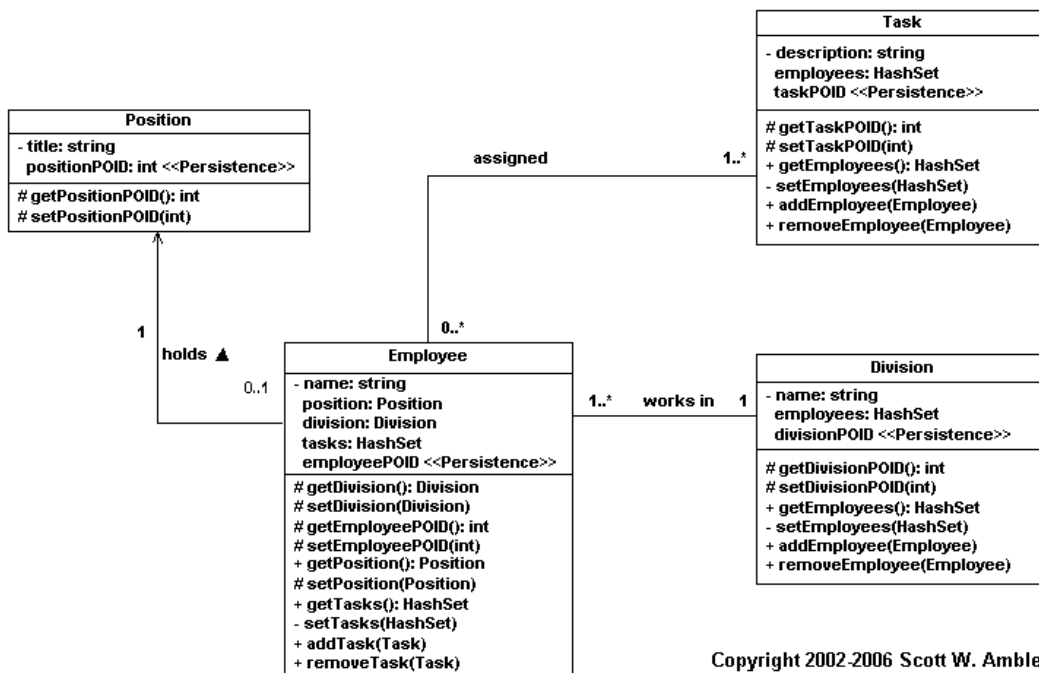 Task
- description: string
employees: HashSet
taskPOID <<Persistence>>
# getTaskPOID(): int
# setTaskPOID(int)
+ getEmployees(): HashSet
- setEmployees(HashSet)
+ addEmployee(Employee)
+ removeEmployee(Employee)
Position
- title: string
positionPOID: int <<Persistence>>
# getPositionPOID(): int
# setPositionPOID(int)
assigned
1..*
0..*
1
holds ▲
0..1
Employee
- name: string
position: Position
division: Division
tasks: HashSet
employeePOID <<Persistence>>
# getDivision(): Division
# setDivision(Division)
# getEmployeePOID(): int
# setEmployeePOID(int)
+ getPosition(): Position
# setPosition(Position)
+ getTasks(): HashSet
- setTasks(HashSet)
+ addTask(Task)
+ removeTask(Task)
1..* works in 1
Division
- name: string
employees: HashSet
divisionPOID <<Persistence>>
# getDivisionPOID(): int
# setDivisionPOID(int)
+ getEmployees(): HashSet
- setEmployees(HashSet)
+ addEmployee(Employee)
+ removeEmployee(Employee)
Copyright 2002-2006 Scott W. Amble